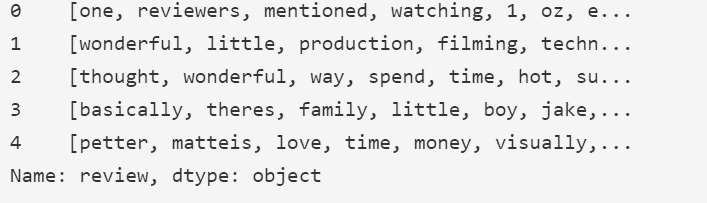 0    [one, reviewers, mentioned, watching, 1, oz, e...
1    [wonderful, little, production, filming, techn...
2    [thought, wonderful, way, spend, time, hot, su...
3    [basically, theres, family, little, boy, jake,...
4    [petter, matteis, love, time, money, visually,...
Name: review, dtype: object